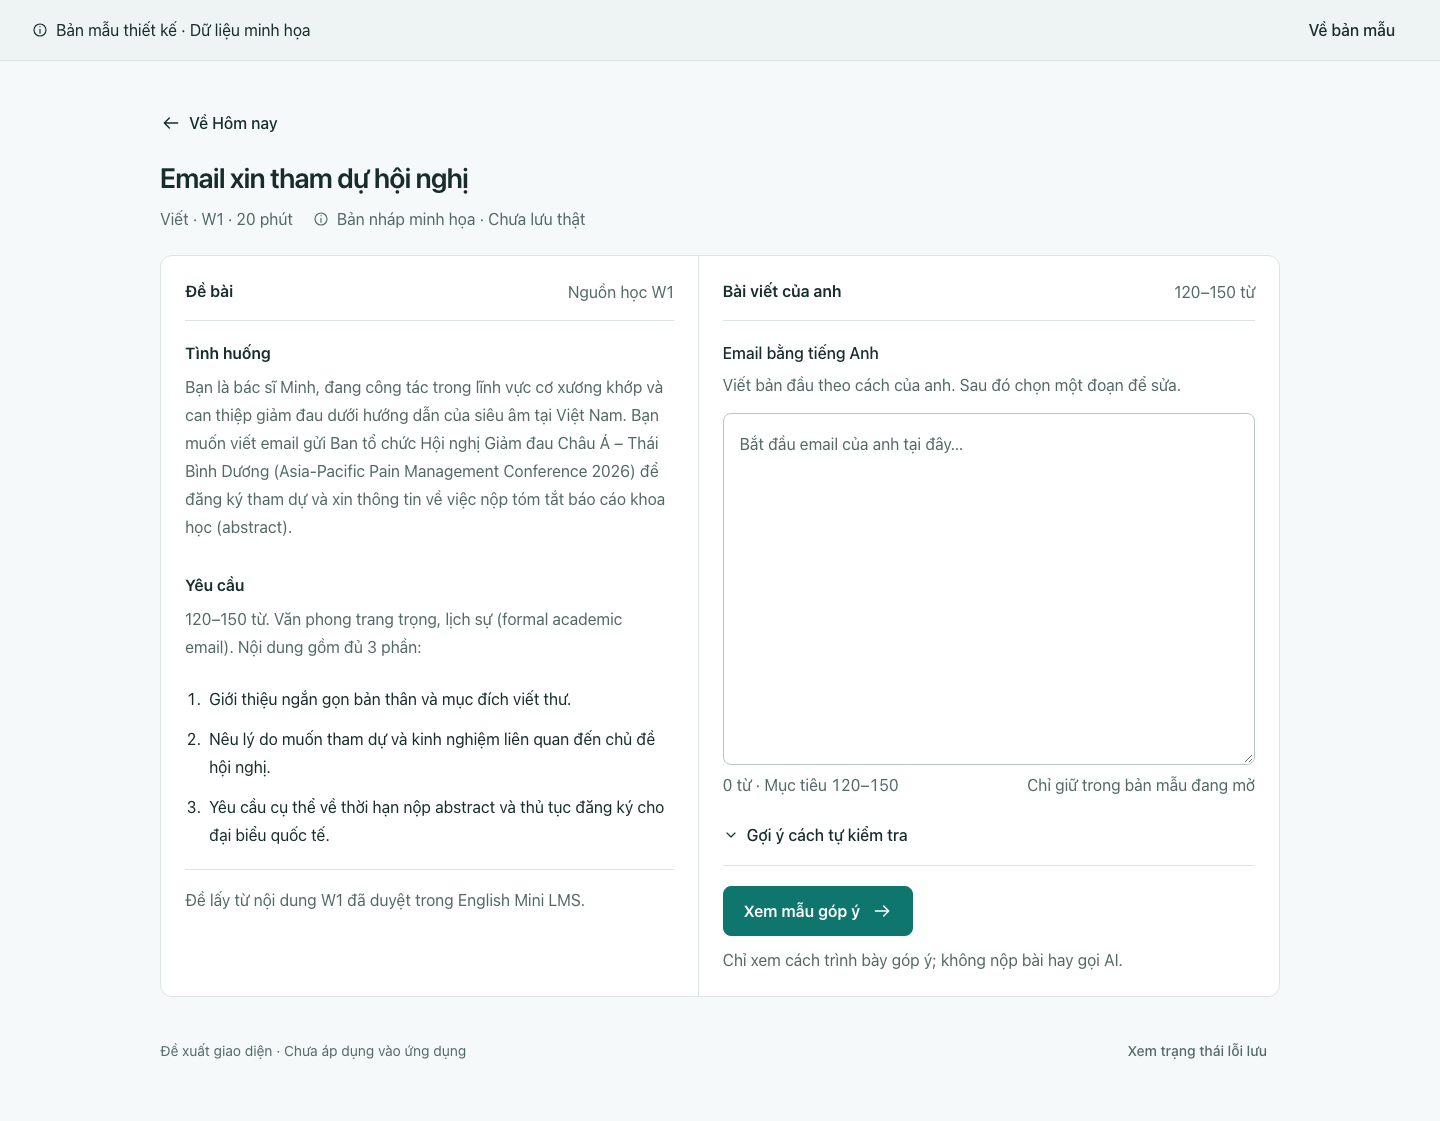 Bản mẫu thiết kế · Dữ liệu minh họa
Về bản mẫu
Về Hôm nay
Email xin tham dự hội nghị
Viết · W1 · 20 phút
Bản nháp minh họa · Chưa lưu thật
Đề bài
Nguồn học W1
Tình huống
Bạn là bác sĩ Minh, đang công tác trong lĩnh vực cơ xương khớp và
can thiệp giảm đau dưới hướng dẫn của siêu âm tại Việt Nam. Bạn
muốn viết email gửi Ban tổ chức Hội nghị Giảm đau Châu Á – Thái
Bình Dương (Asia-Pacific Pain Management Conference 2026) để
đăng ký tham dự và xin thông tin về việc nộp tóm tắt báo cáo khoa
học (abstract).
Yêu cầu
120–150 từ. Văn phong trang trọng, lịch sự (formal academic
email). Nội dung gồm đủ 3 phần:
1. Giới thiệu ngắn gọn bản thân và mục đích viết thư.
2. Nêu lý do muốn tham dự và kinh nghiệm liên quan đến chủ đề
hội nghị.
3. Yêu cầu cụ thể về thời hạn nộp abstract và thủ tục đăng ký cho
đại biểu quốc tế.
Đề lấy từ nội dung W1 đã duyệt trong English Mini LMS.
Bài viết của anh
120–150 từ
Email bằng tiếng Anh
Viết bản đầu theo cách của anh. Sau đó chọn một đoạn để sửa.
Bắt đầu email của anh tại đây...
0 từ · Mục tiêu 120–150
Chỉ giữ trong bản mẫu đang mở
Gợi ý cách tự kiểm tra
Xem mẫu góp ý
Chỉ xem cách trình bày góp ý; không nộp bài hay gọi AI.
Đề xuất giao diện · Chưa áp dụng vào ứng dụng
Xem trạng thái lỗi lưu